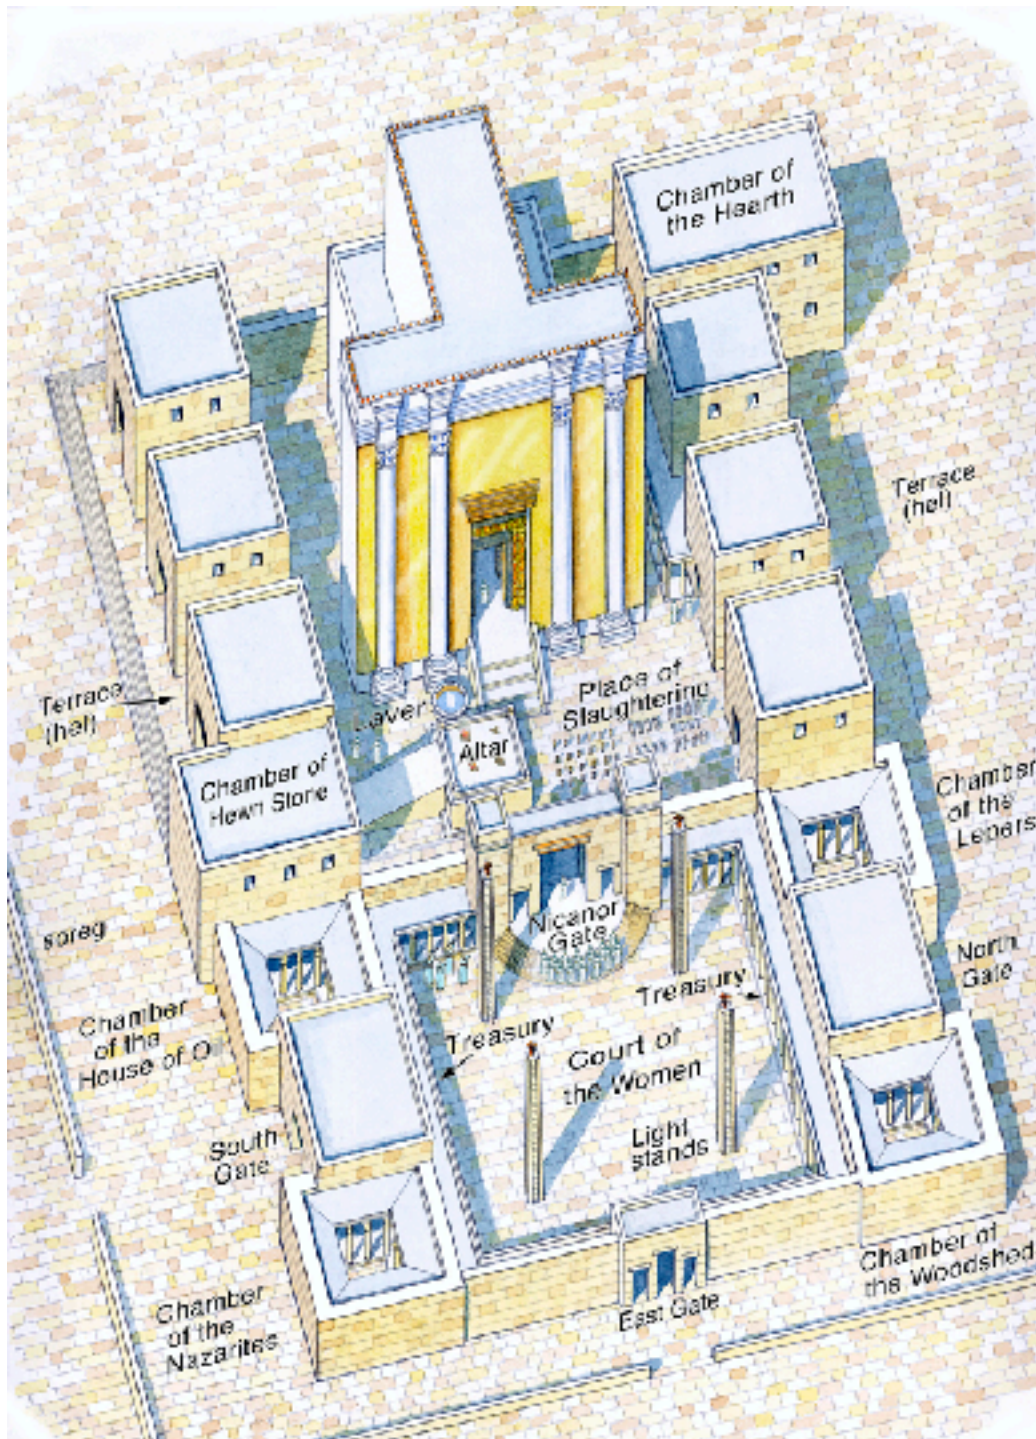 Chamber of
the Hearth
Terrace
(hel)
Terrace
(hel)
Laver
Place of
Slaughtering
Altar
Chamber of
Hewn Stone
Chamber
of the
Lepers
soreg
Nicanor
Gate
North
Gate
Treasury
Chamber
of the
House of Oil
Treasury
Court of
the Women
South
Gate
Light
stands
Chamber of
the Woodshed
East Gate
Chamber
of the
Nazarites